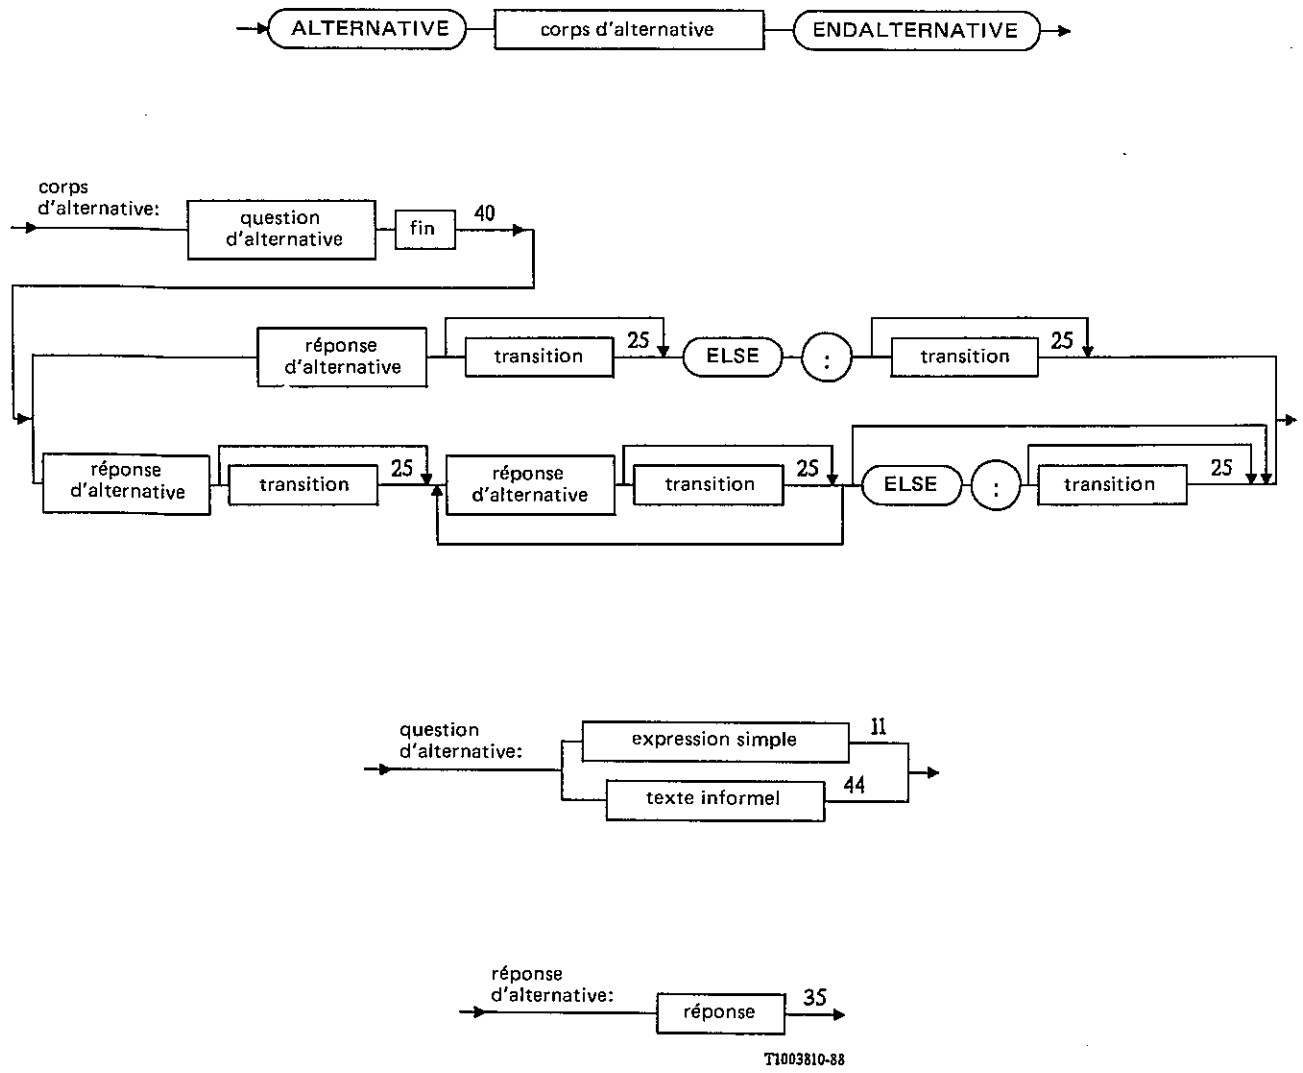 ALTERNATIVE corps d'alternative ENDALTERNATIVE
corps
d'alternative:
question
d'alternative
fin
40
réponse
d'alternative
transition
25
ELSE
:
transition
25
réponse
d'alternative
transition
25
réponse
d'alternative
transition
25
ELSE
:
transition
25
question
d'alternative:
expression simple
11
texte informel
44
réponse
d'alternative:
réponse
35
T1003810-88